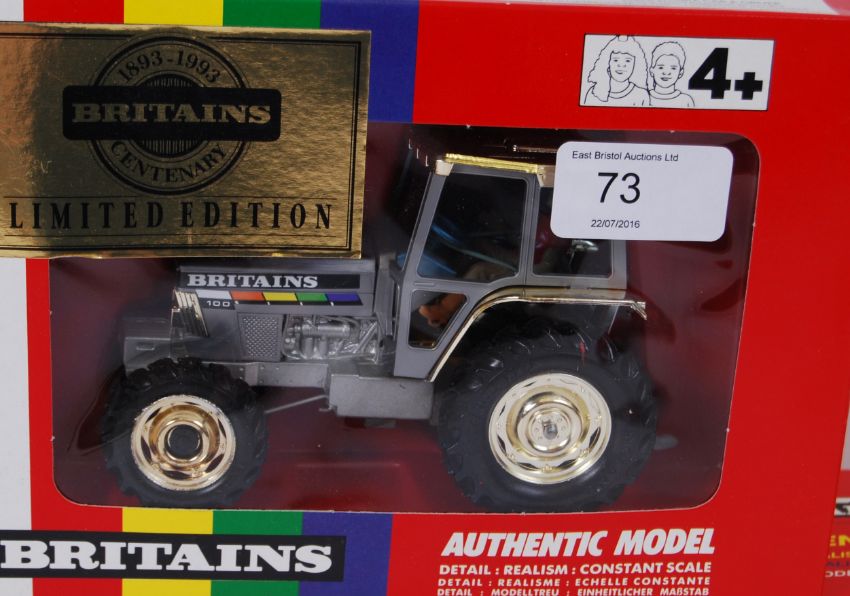 1893-1993
BRITAINS
CENTENARY
LIMITED EDITION
4+
East Bristol Auctions Ltd
73
22/07/2016
BRITAINS
100
BRITAINS
AUTHENTIC MODEL
DETAIL : REALISM : CONSTANT SCALE
DETAIL : REALISME : ECHELLE CONSTANTE
DETAIL : MODELLTREU : EINHEITLICHER MAßSTAB